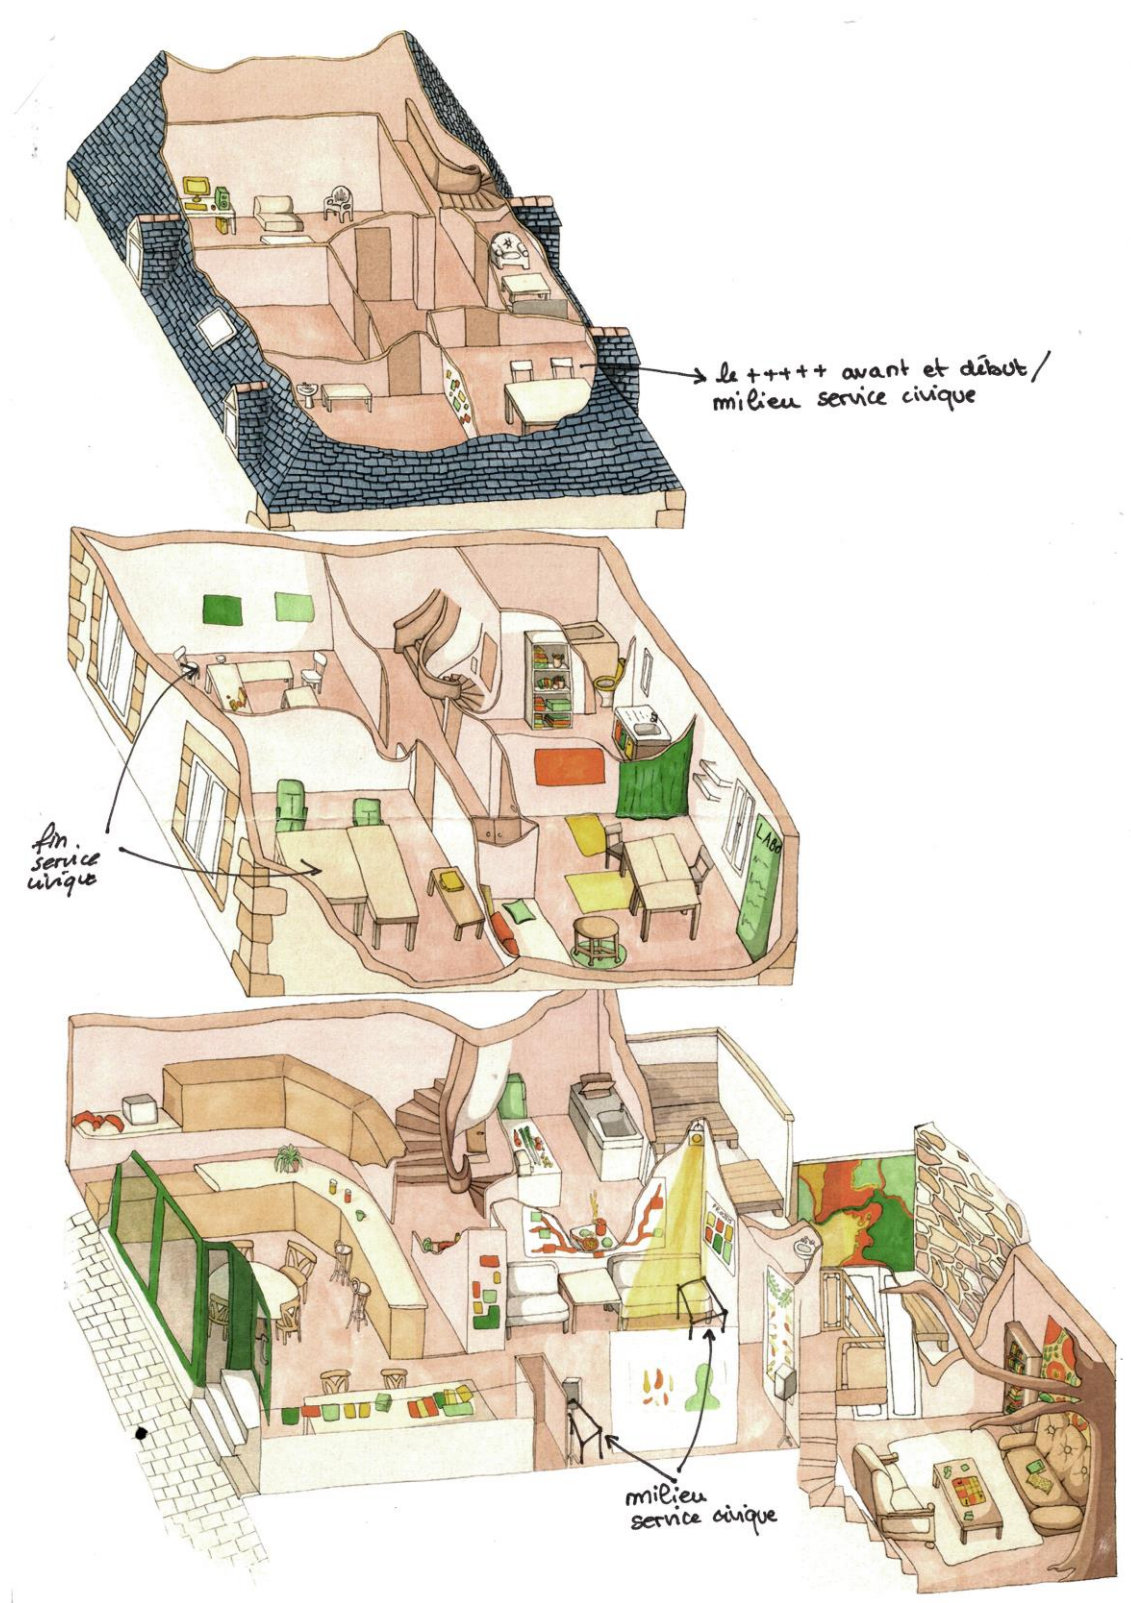 le +++++ avant et début /
milieu service civique
fin.
service
civique
LABO
milieu
service civique